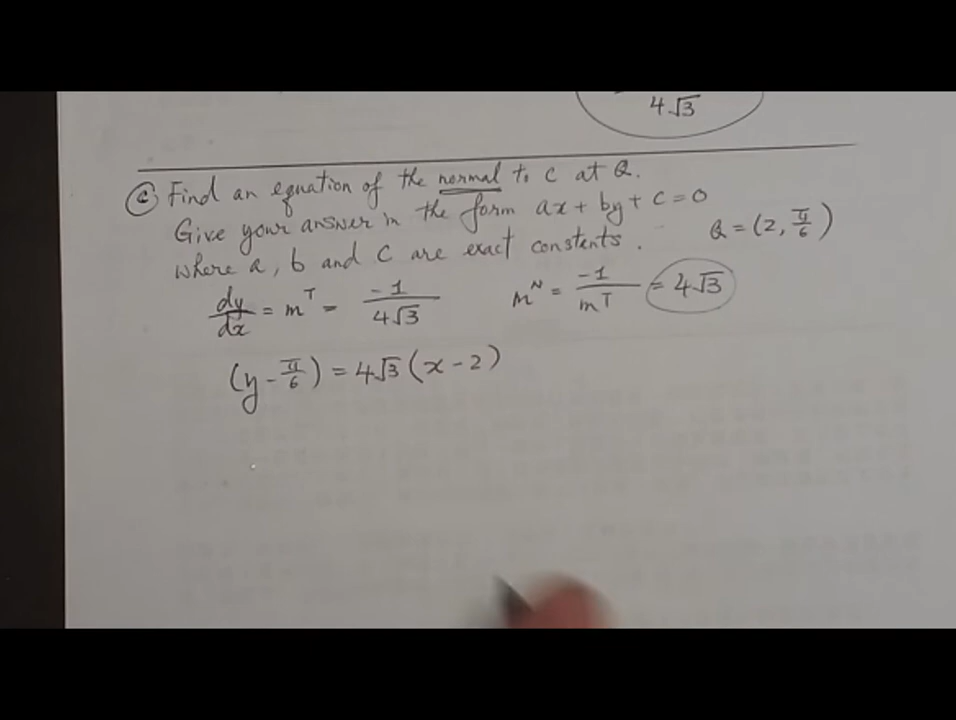 4√3
(c) Find an equation of the normal to C at Q.
Give your answer in the form ax + by + c = 0
where a, b and C are exact constents. Q = (2, π/6)
dy/dx = m^T = -1/4√3 m^N = -1/m^T = 4√3
(y - π/6) = 4√3 (x - 2)